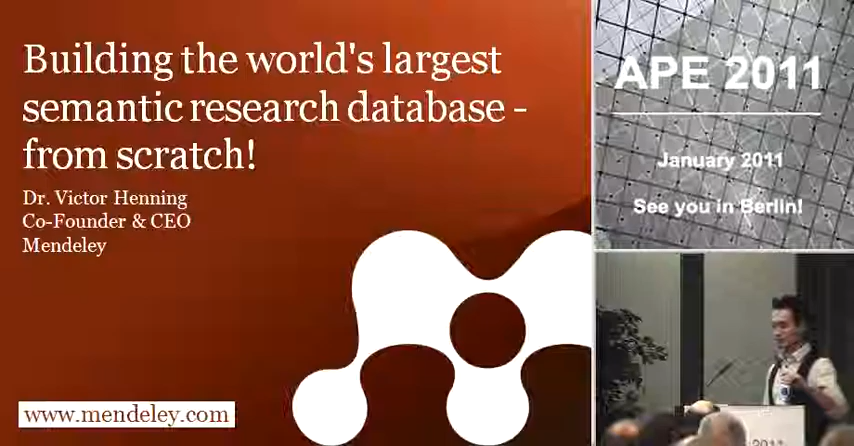 Building the world's largest
semantic research database -
from scratch!
Dr. Victor Henning
Co-Founder & CEO
Mendeley
www.mendeley.com
APE 2011
January 2011
See you in Berlin!
2011